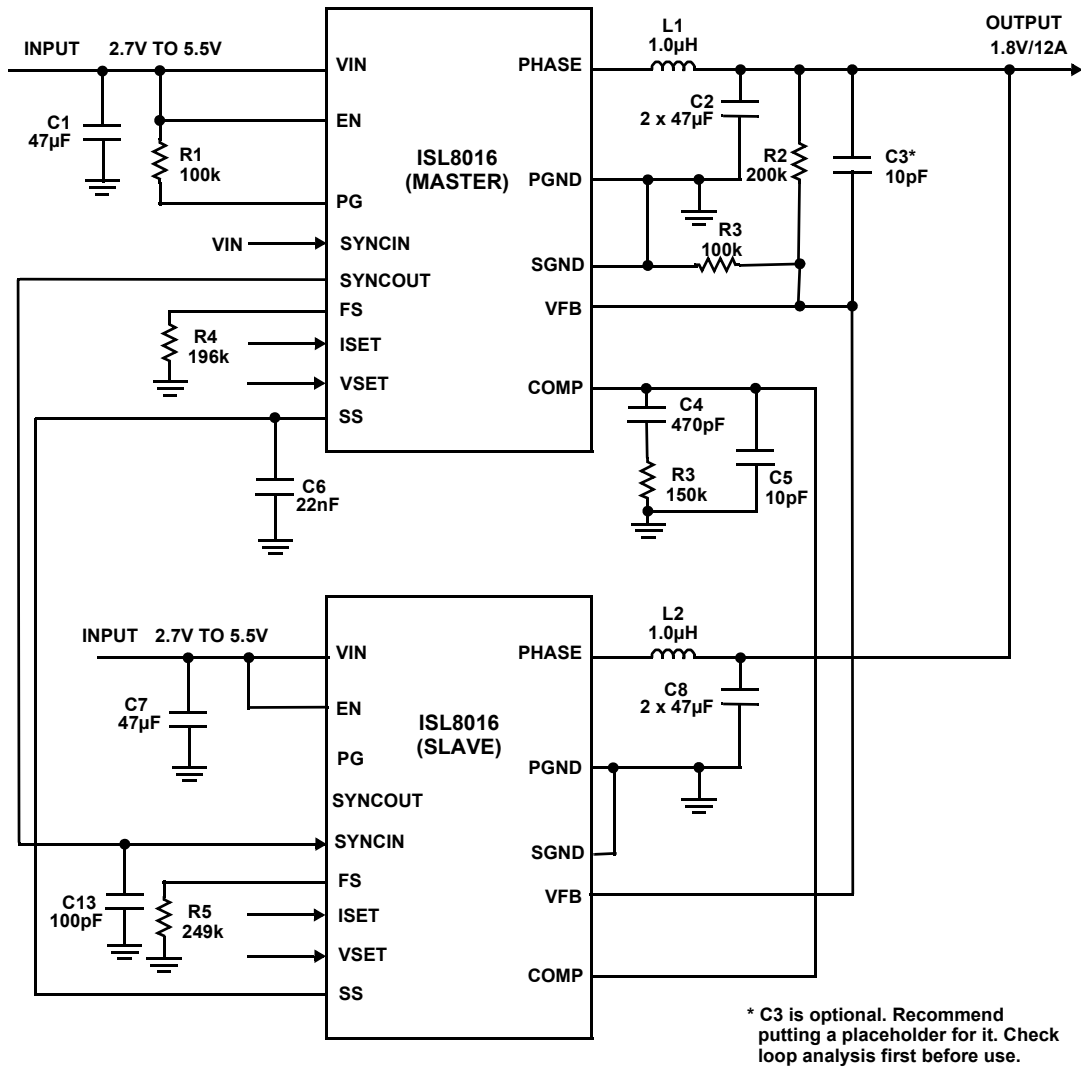 INPUT 2.7V TO 5.5V
C1
47µF
R1
100k
VIN
EN
PG
VIN
SYNCIN
SYNCOUT
FS
R4
196k
ISET
VSET
SS
C6
22nF
ISL8016
(MASTER)
PHASE
PGND
SGND
VFB
COMP
L1
1.0µH
C2
2 x 47µF
R2
200k
C3*
10pF
R3
100k
OUTPUT
1.8V/12A
C4
470pF
R3
150k
C5
10pF
INPUT 2.7V TO 5.5V
C7
47µF
VIN
EN
PG
SYNCOUT
SYNCIN
FS
C13
100pF
R5
249k
ISET
VSET
SS
ISL8016
(SLAVE)
PHASE
PGND
SGND
VFB
COMP
L2
1.0µH
C8
2 x 47µF
* C3 is optional. Recommend
putting a placeholder for it. Check
loop analysis first before use.